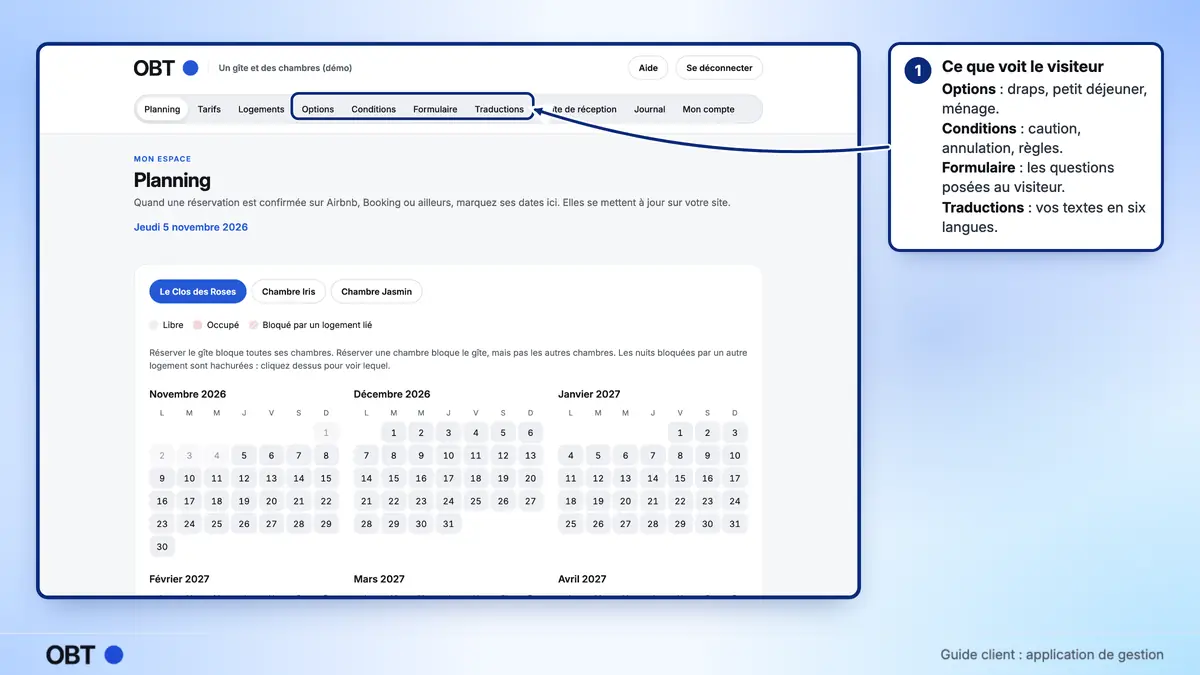 OBT
Un gîte et des chambres (démo)
Aide
Se déconnecter
Planning
Tarifs
Logements
Options
Conditions
Formulaire
Traductions
de réception
Journal
Mon compte
MON ESPACE
Planning
Quand une réservation est confirmée sur Airbnb, Booking ou ailleurs, marquez ses dates ici. Elles se mettent à jour sur votre site.
Jeudi 5 novembre 2026
Le Clos des Roses
Chambre Iris
Chambre Jasmin
Libre
Occupé
Bloqué par un logement lié
Réserver le gîte bloque toutes ses chambres. Réserver une chambre bloque le gîte, mais pas les autres chambres. Les nuits bloquées par un autre
logement sont hachurées : cliquez dessus pour voir lequel.
Novembre 2026
L M M J V S D
1
2 3 4 5 6 7 8
9 10 11 12 13 14 15
16 17 18 19 20 21 22
23 24 25 26 27 28 29
30
Décembre 2026
L M M J V S D
1 2 3 4 5 6
7 8 9 10 11 12 13
14 15 16 17 18 19 20
21 22 23 24 25 26 27
28 29 30 31
Janvier 2027
L M M J V S D
1 2 3
4 5 6 7 8 9 10
11 12 13 14 15 16 17
18 19 20 21 22 23 24
25 26 27 28 29 30 31
Février 2027
Mars 2027
Avril 2027
1
Ce que voit le visiteur
Options : draps, petit déjeuner,
ménage.
Conditions : caution,
annulation, règles.
Formulaire : les questions
posées au visiteur.
Traductions : vos textes en six
langues.
OBT
Guide client : application de gestion